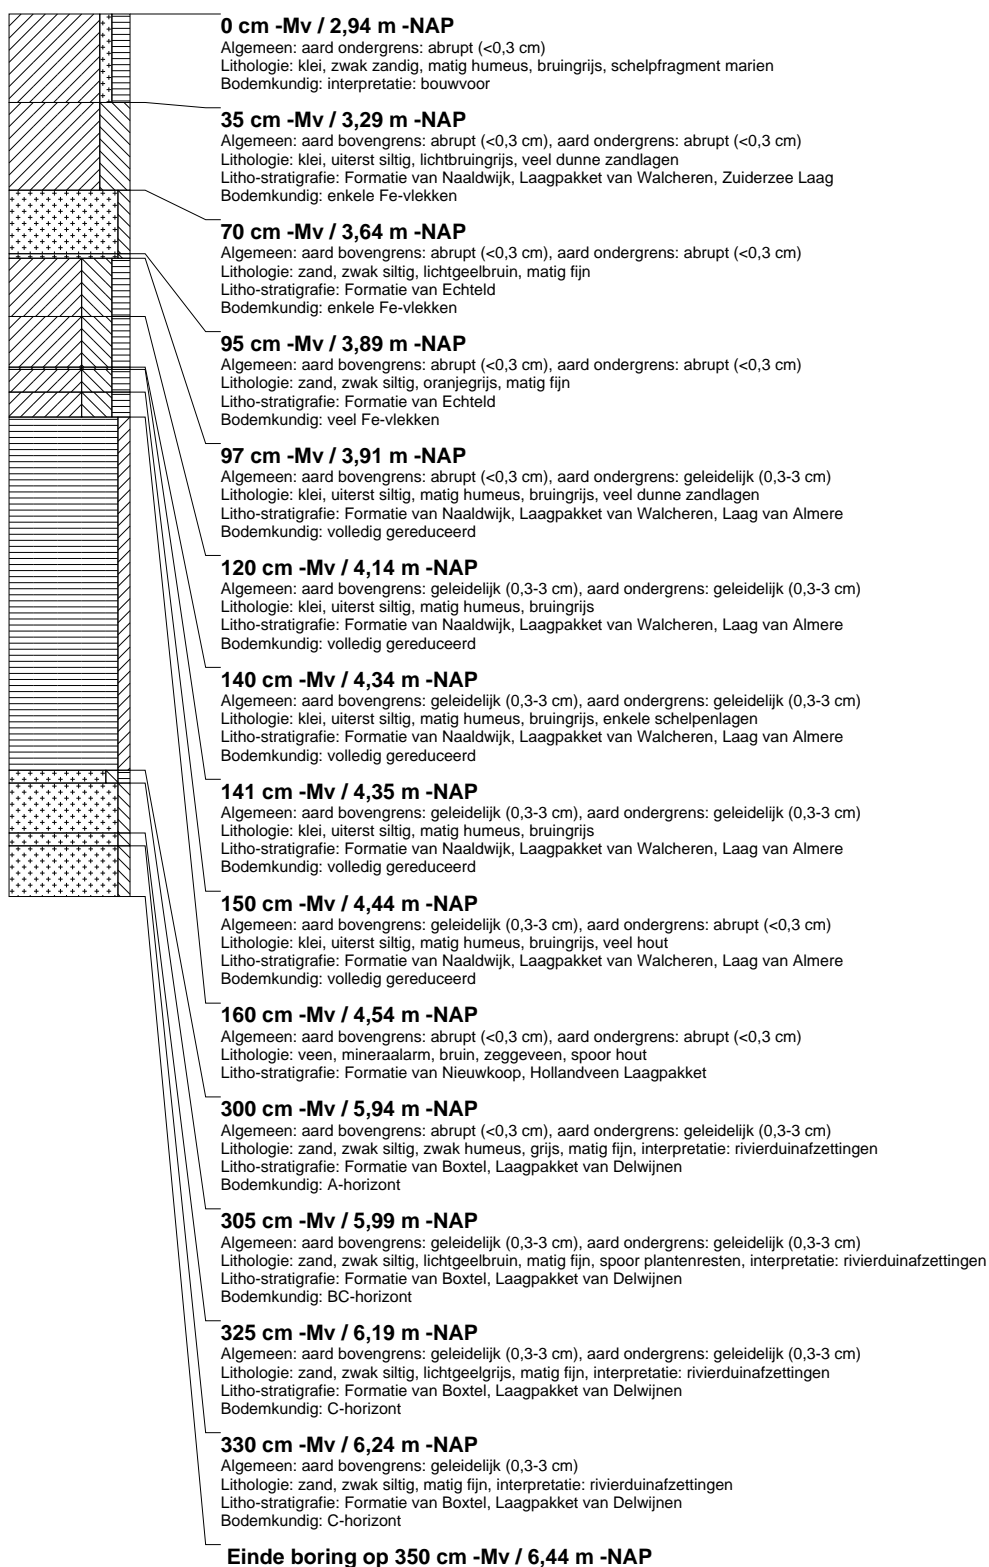 0 cm -Mv / 2,94 m -NAP
Algemeen: aard ondergrens: abrupt (<0,3 cm)
Lithologie: klei, zwak zandig, matig humeus, bruingrijs, schelpfragment marien
Bodemkundig: interpretatie: bouwvoor
35 cm -Mv / 3,29 m -NAP
Algemeen: aard bovengrens: abrupt (<0,3 cm), aard ondergrens: abrupt (<0,3 cm)
Lithologie: klei, uiterst siltig, lichtbruingrijs, veel dunne zandlagen
Litho-stratigrafie: Formatie van Naaldwijk, Laagpakket van Walcheren, Zuiderzee Laag
Bodemkundig: enkele Fe-vlekken
70 cm -Mv / 3,64 m -NAP
Algemeen: aard bovengrens: abrupt (<0,3 cm), aard ondergrens: abrupt (<0,3 cm)
Lithologie: zand, zwak siltig, lichtgeelbruin, matig fijn
Litho-stratigrafie: Formatie van Echteld
Bodemkundig: enkele Fe-vlekken
95 cm -Mv / 3,89 m -NAP
Algemeen: aard bovengrens: abrupt (<0,3 cm), aard ondergrens: abrupt (<0,3 cm)
Lithologie: zand, zwak siltig, oranjegrijs, matig fijn
Litho-stratigrafie: Formatie van Echteld
Bodemkundig: veel Fe-vlekken
97 cm -Mv / 3,91 m -NAP
Algemeen: aard bovengrens: abrupt (<0,3 cm), aard ondergrens: geleidelijk (0,3-3 cm)
Lithologie: klei, uiterst siltig, matig humeus, bruingrijs, veel dunne zandlagen
Litho-stratigrafie: Formatie van Naaldwijk, Laagpakket van Walcheren, Laag van Almere
Bodemkundig: volledig gereduceerd
120 cm -Mv / 4,14 m -NAP
Algemeen: aard bovengrens: geleidelijk (0,3-3 cm), aard ondergrens: geleidelijk (0,3-3 cm)
Lithologie: klei, uiterst siltig, matig humeus, bruingrijs
Litho-stratigrafie: Formatie van Naaldwijk, Laagpakket van Walcheren, Laag van Almere
Bodemkundig: volledig gereduceerd
140 cm -Mv / 4,34 m -NAP
Algemeen: aard bovengrens: geleidelijk (0,3-3 cm), aard ondergrens: geleidelijk (0,3-3 cm)
Lithologie: klei, uiterst siltig, matig humeus, bruingrijs, enkele schelpenlagen
Litho-stratigrafie: Formatie van Naaldwijk, Laagpakket van Walcheren, Laag van Almere
Bodemkundig: volledig gereduceerd
141 cm -Mv / 4,35 m -NAP
Algemeen: aard bovengrens: geleidelijk (0,3-3 cm), aard ondergrens: geleidelijk (0,3-3 cm)
Lithologie: klei, uiterst siltig, matig humeus, bruingrijs
Litho-stratigrafie: Formatie van Naaldwijk, Laagpakket van Walcheren, Laag van Almere
Bodemkundig: volledig gereduceerd
150 cm -Mv / 4,44 m -NAP
Algemeen: aard bovengrens: geleidelijk (0,3-3 cm), aard ondergrens: abrupt (<0,3 cm)
Lithologie: klei, uiterst siltig, matig humeus, bruingrijs, veel hout
Litho-stratigrafie: Formatie van Naaldwijk, Laagpakket van Walcheren, Laag van Almere
Bodemkundig: volledig gereduceerd
160 cm -Mv / 4,54 m -NAP
Algemeen: aard bovengrens: abrupt (<0,3 cm), aard ondergrens: abrupt (<0,3 cm)
Lithologie: veen, mineraalarm, bruin, zeggeveen, spoor hout
Litho-stratigrafie: Formatie van Nieuwkoop, Hollandveen Laagpakket
300 cm -Mv / 5,94 m -NAP
Algemeen: aard bovengrens: abrupt (<0,3 cm), aard ondergrens: geleidelijk (0,3-3 cm)
Lithologie: zand, zwak siltig, zwak humeus, grijs, matig fijn, interpretatie: rivierduinafzettingen
Litho-stratigrafie: Formatie van Boxtel, Laagpakket van Delwijnen
Bodemkundig: A-horizont
305 cm -Mv / 5,99 m -NAP
Algemeen: aard bovengrens: geleidelijk (0,3-3 cm), aard ondergrens: geleidelijk (0,3-3 cm)
Lithologie: zand, zwak siltig, lichtgeelbruin, matig fijn, spoor plantenresten, interpretatie: rivierduinafzettingen
Litho-stratigrafie: Formatie van Boxtel, Laagpakket van Delwijnen
Bodemkundig: BC-horizont
325 cm -Mv / 6,19 m -NAP
Algemeen: aard bovengrens: geleidelijk (0,3-3 cm), aard ondergrens: geleidelijk (0,3-3 cm)
Lithologie: zand, zwak siltig, lichtgeelgrijs, matig fijn, interpretatie: rivierduinafzettingen
Litho-stratigrafie: Formatie van Boxtel, Laagpakket van Delwijnen
Bodemkundig: C-horizont
330 cm -Mv / 6,24 m -NAP
Algemeen: aard bovengrens: geleidelijk (0,3-3 cm)
Lithologie: zand, zwak siltig, matig fijn, interpretatie: rivierduinafzettingen
Litho-stratigrafie: Formatie van Boxtel, Laagpakket van Delwijnen
Bodemkundig: C-horizont
Einde boring op 350 cm -Mv / 6,44 m -NAP